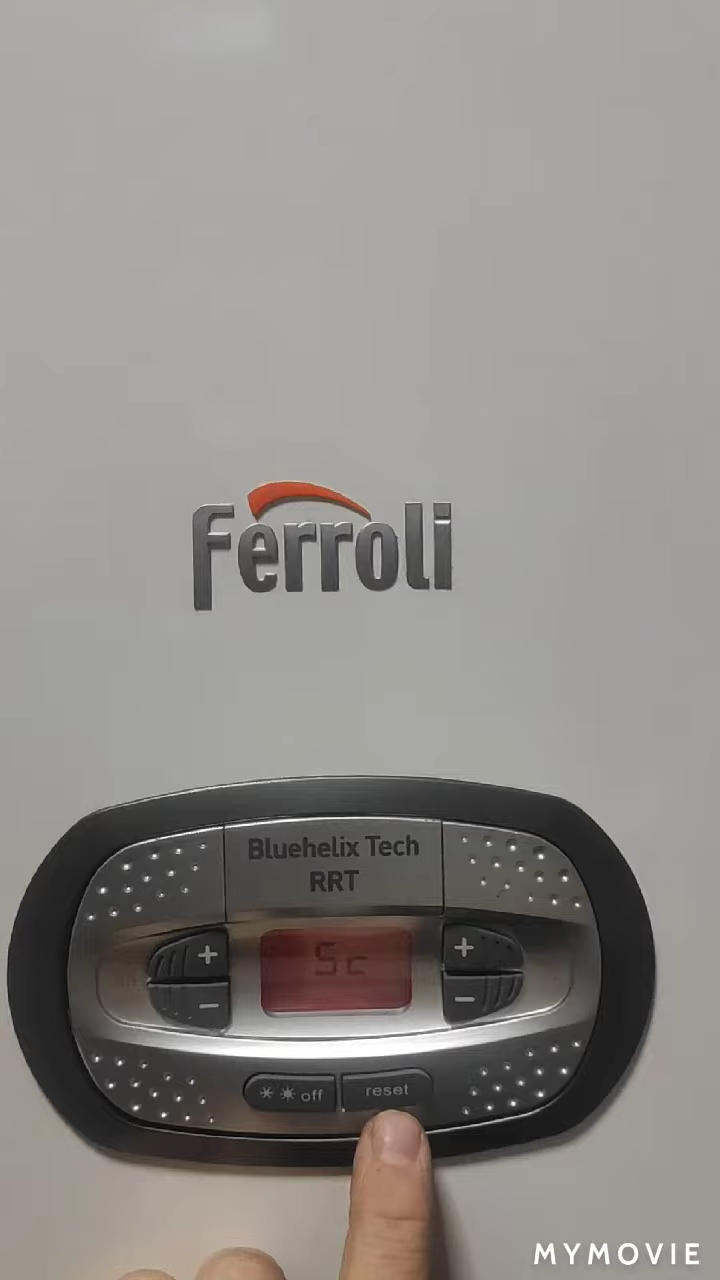 Ferroli
Bluehelix Tech
RRT
+
Sc
+
−
−
off
reset
MYMOVIE